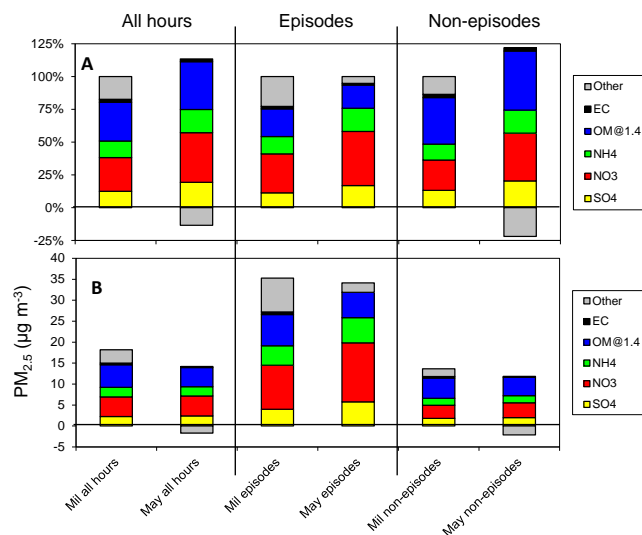 All hours
Episodes
Non-episodes
125%
100%
75%
50%
25%
0%
-25%
A
Other
EC
OM@1.4
NH4
NO3
SO4
PM2.5 (µg m-3)
40
35
30
25
20
15
10
5
0
-5
B
Other
EC
OM@1.4
NH4
NO3
SO4
Mil all hours
May all hours
Mil episodes
May episodes
Mil non-episodes
May non-episodes